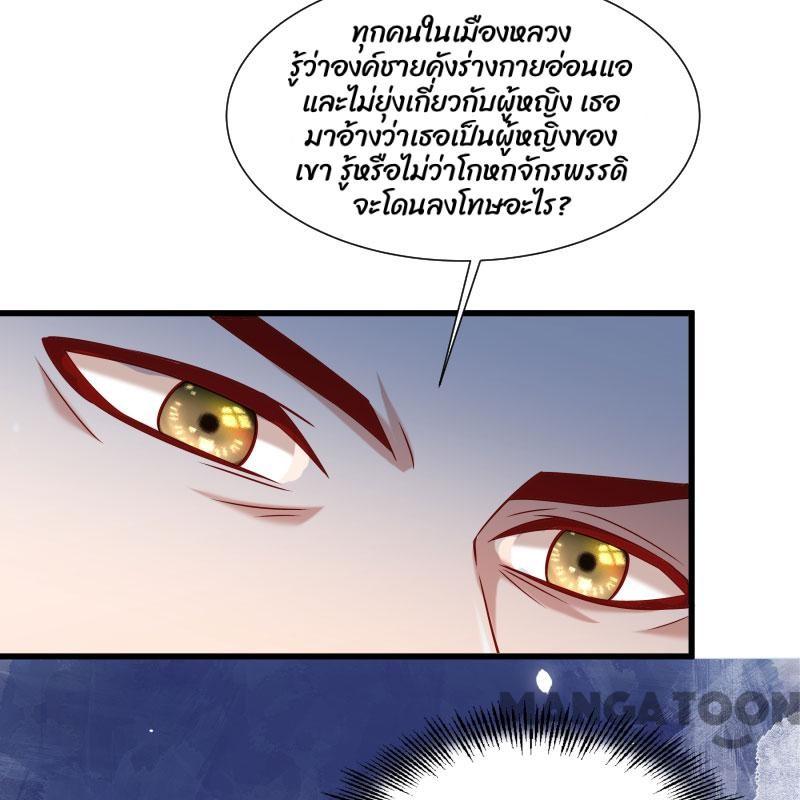 ทุกคนในเมืองหลวง
รู้ว่าองค์ชายคังร่างกายอ่อนแอ
และไม่ยุ่งเกี่ยวกับผู้หญิง เธอ
มาอ้างว่าเธอเป็นผู้หญิงของ
เขา รู้หรือไม่ว่าโกหกจักรพรรดิ
จะโดนลงโทษอะไร?
MANGATOON